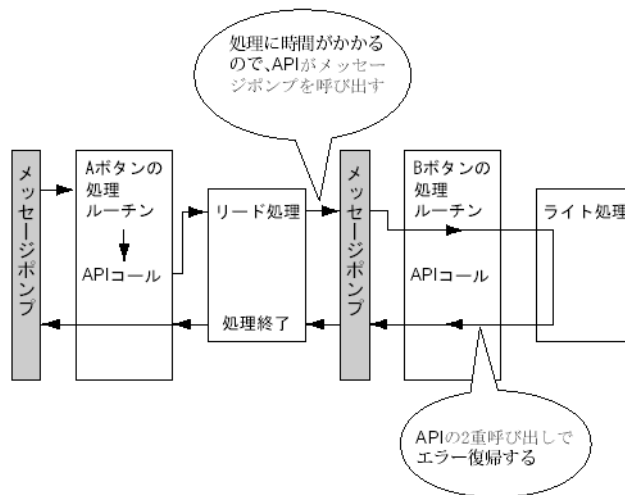 処理に時間がかかる
ので、APIがメッセー
ジポンプを呼び出す
メッセージポンプ
Aボタンの
処理
ルーチン
APIコール
リード処理
処理終了
メッセージポンプ
Bボタンの
処理
ルーチン
APIコール
ライト処理
APIの2重呼び出しで
エラー復帰する